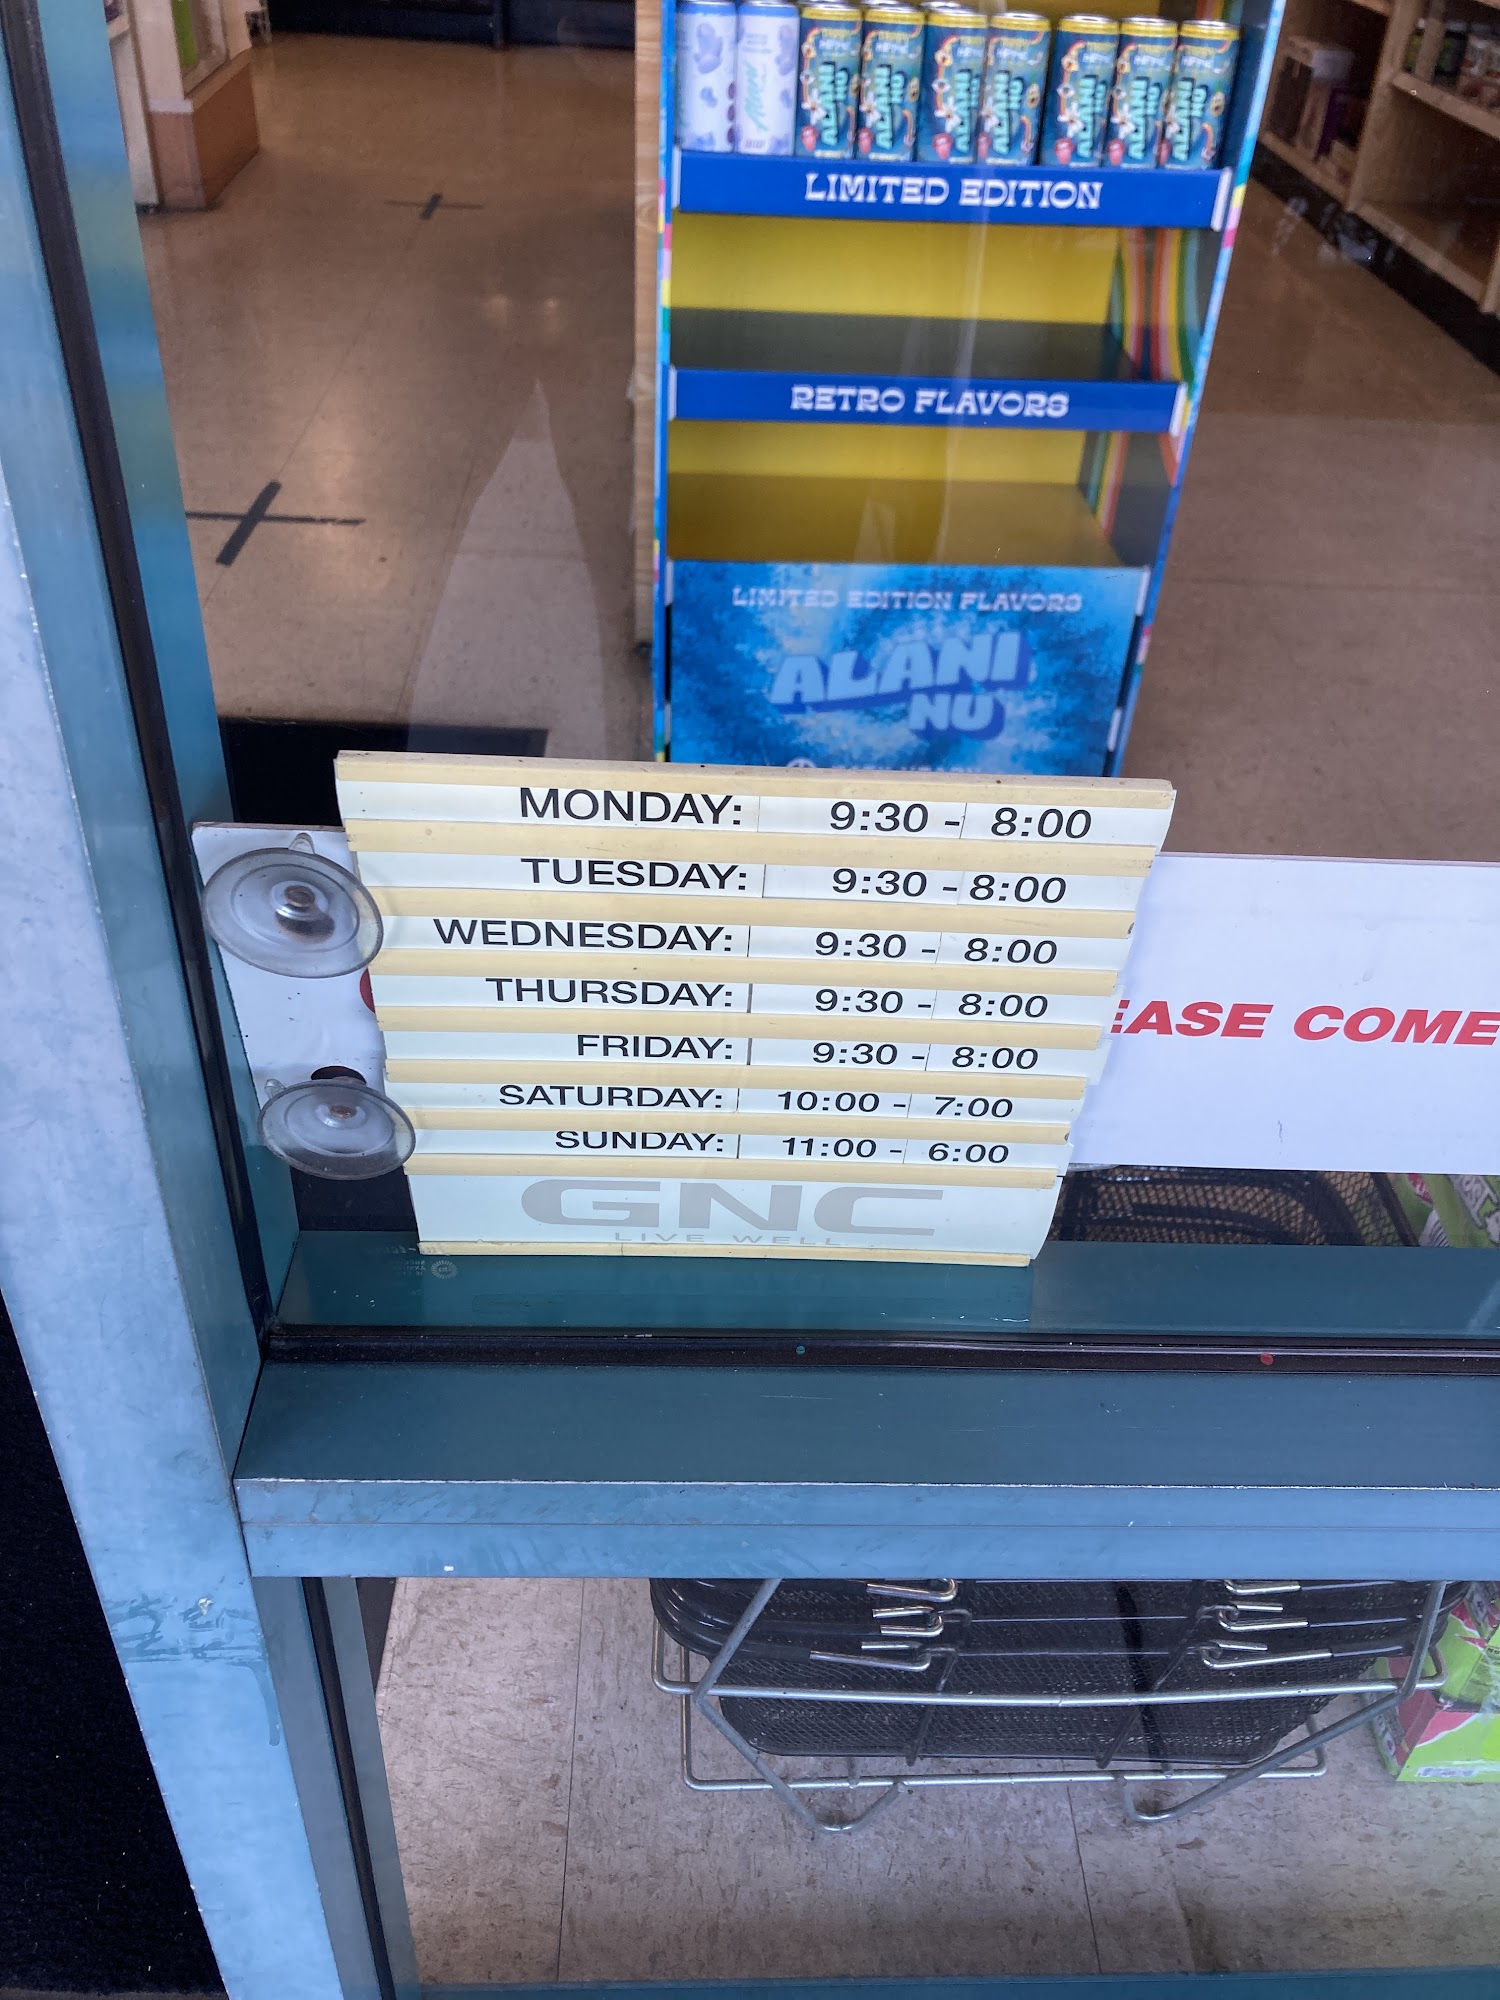 LIMITED EDITION
RETRO FLAVORS
LIMITED EDITION FLAVORS
ALANI
NU
MONDAY: 9:30 - 8:00
TUESDAY: 9:30 - 8:00
WEDNESDAY: 9:30 - 8:00
THURSDAY: 9:30 - 8:00
FRIDAY: 9:30 - 8:00
SATURDAY: 10:00 - 7:00
SUNDAY: 11:00 - 6:00
EASE COME
GNC
LIVE WELL